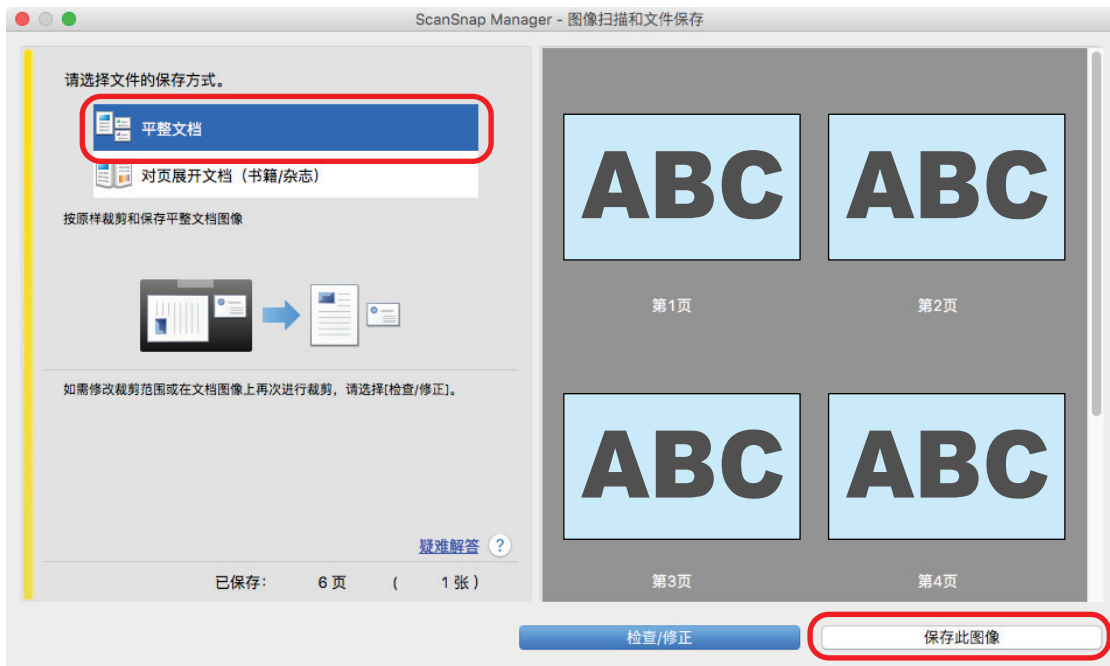 ScanSnap Manager - 图像扫描和文件保存
请选择文件的保存方式。
平整文档
对页展开文档（书籍/杂志）
按原样裁剪和保存平整文档图像
如需修改裁剪范围或在文档图像上再次进行裁剪，请选择[检查/修正]。
疑难解答 ?
已保存： 6 页 ( 1 张 )
ABC ABC
第1页 第2页
ABC ABC
第3页 第4页
检查/修正 保存此图像